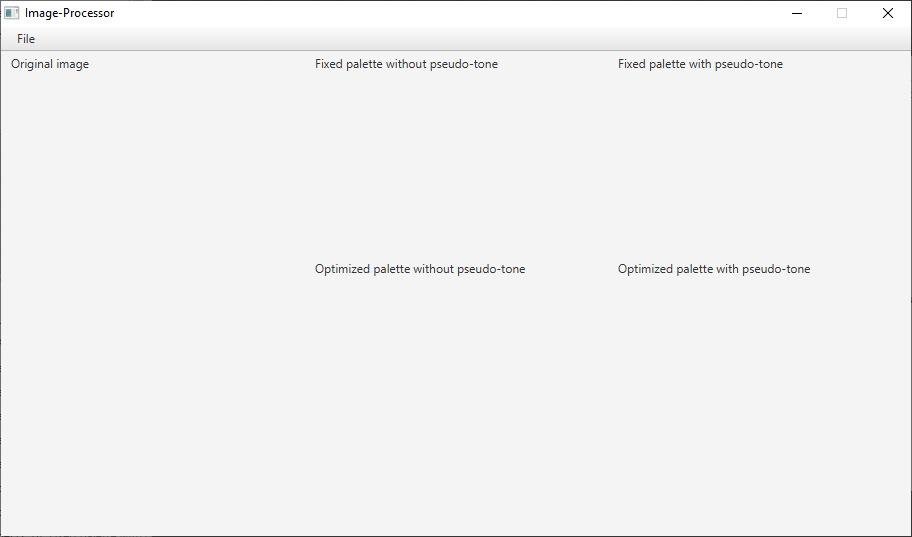 Image-Processor
File
Original image
Fixed palette without pseudo-tone
Fixed palette with pseudo-tone
Optimized palette without pseudo-tone
Optimized palette with pseudo-tone